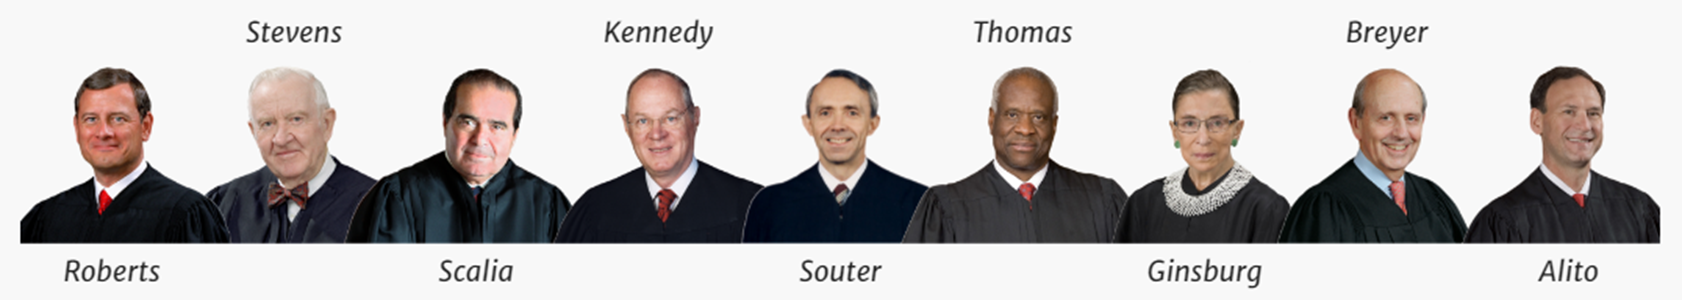 Stevens Kennedy Thomas Breyer
Roberts Scalia Souter Ginsburg Alito